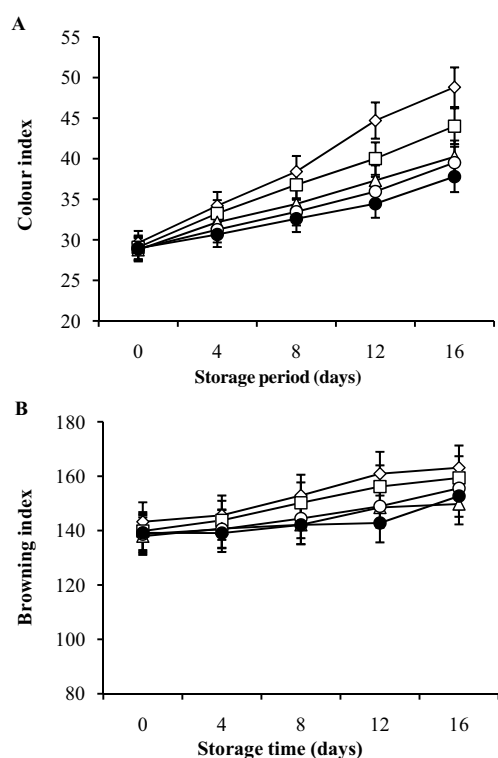 A
55
50
45
40
35
30
25
20
Colour index
0 4 8 12 16
Storage period (days)
B
180
160
140
120
100
80
Browning index
0 4 8 12 16
Storage time (days)